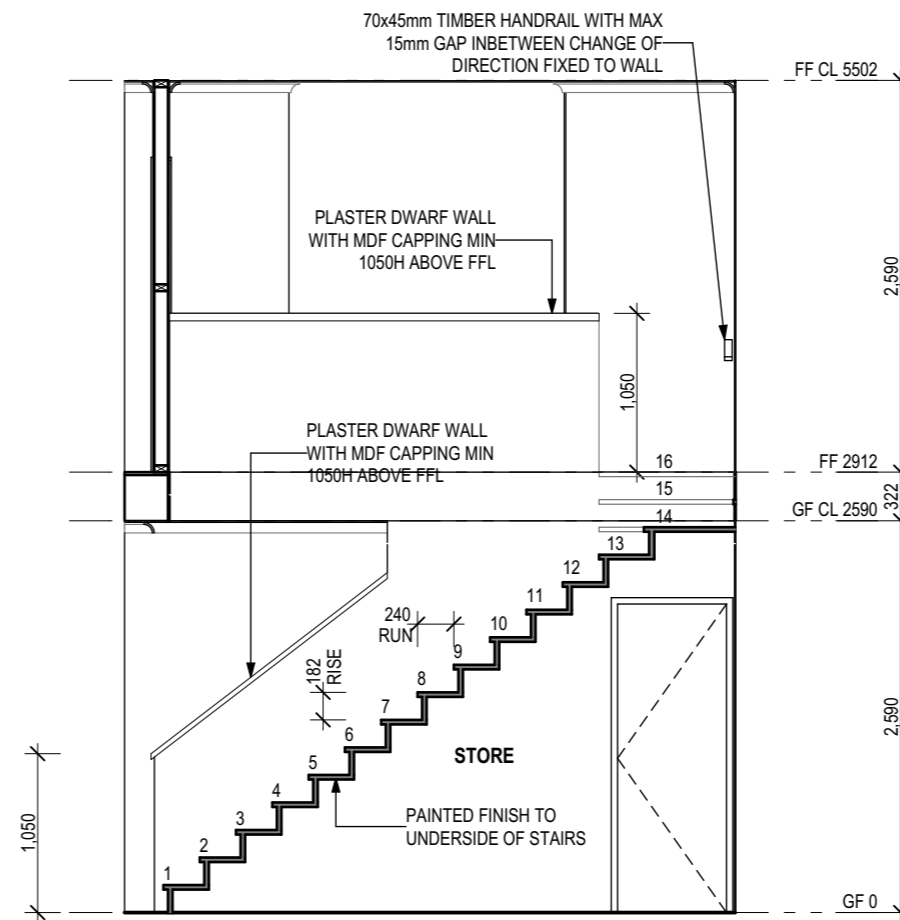 70x45mm TIMBER HANDRAIL WITH MAX
15mm GAP INBETWEEN CHANGE OF
DIRECTION FIXED TO WALL
FF CL 5502
PLASTER DWARF WALL
WITH MDF CAPPING MIN
1050H ABOVE FFL
2,590
1,050
PLASTER DWARF WALL
WITH MDF CAPPING MIN
1050H ABOVE FFL
16
FF 2912
15
322
GF CL 2590
14
13
12
11
10
9
8
7
6
5
4
3
2
1
240
RUN
182
RISE
STORE
2,590
PAINTED FINISH TO
UNDERSIDE OF STAIRS
1,050
GF 0